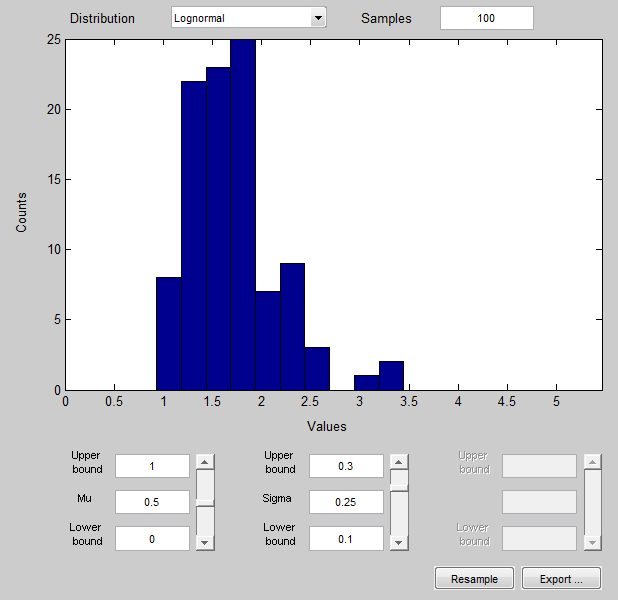 Distribution Lognormal Samples 100
25
20
15
10
5
0
Counts
0 0.5 1 1.5 2 2.5 3 3.5 4 4.5 5
Values
Upper bound 1 Upper bound 0.3 Upper bound
Mu 0.5 Sigma 0.25
Lower bound 0 Lower bound 0.1 Lower bound
Resample Export ...